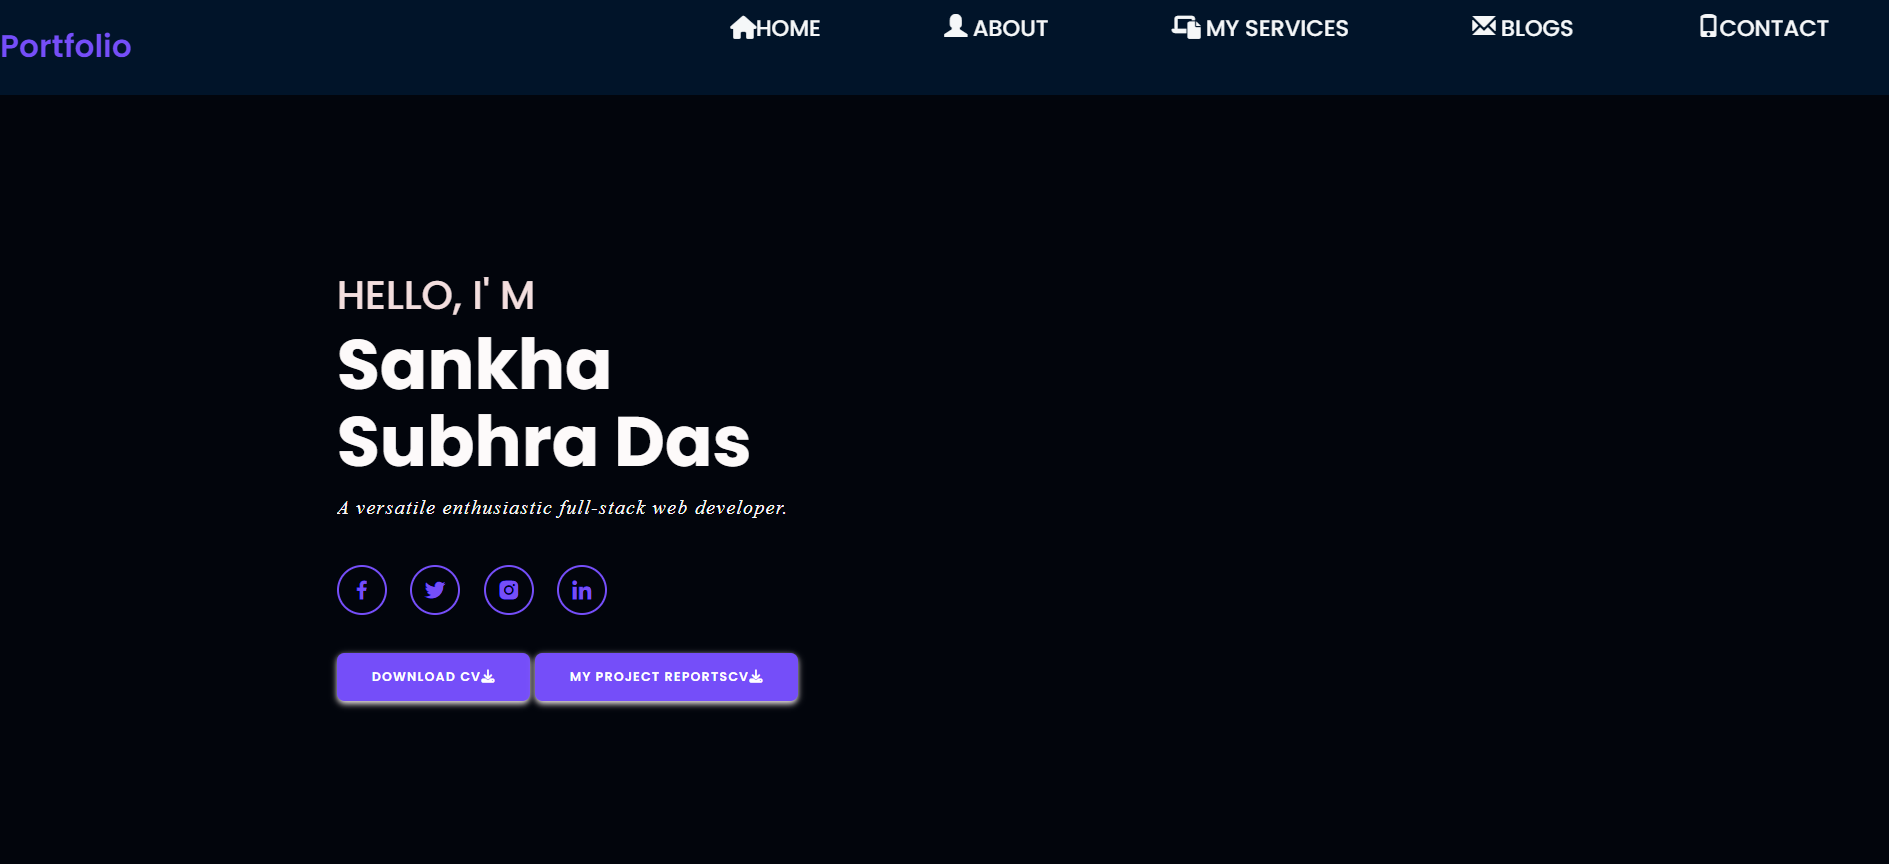 Portfolio
HOME ABOUT MY SERVICES BLOGS CONTACT
HELLO, I' M
Sankha
Subhra Das
A versatile enthusiastic full-stack web developer.
DOWNLOAD CV MY PROJECT REPORTSCV